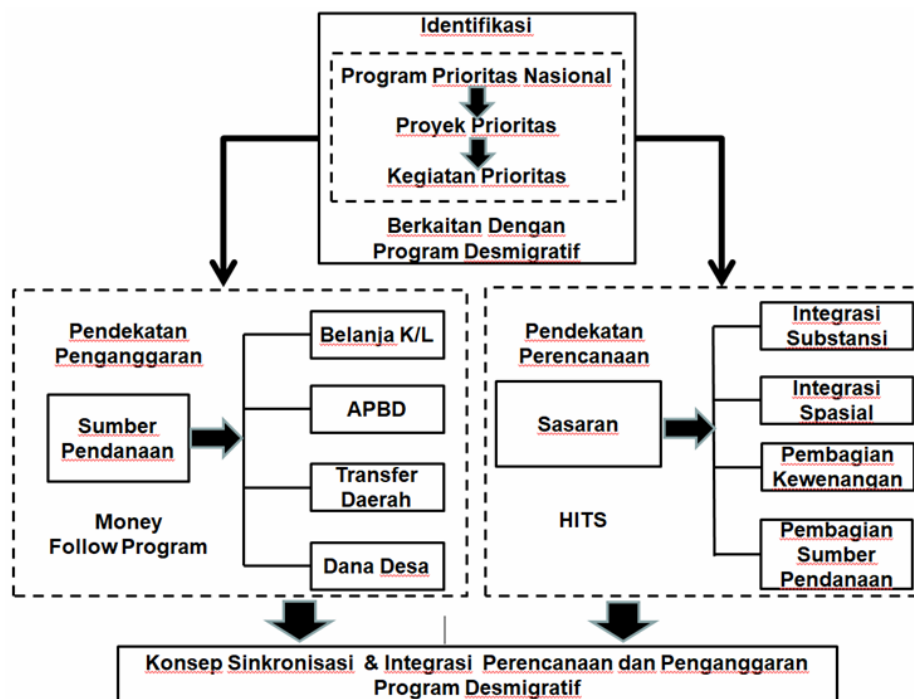 Identifikasi
Program Prioritas Nasional
Proyek Prioritas
Kegiatan Prioritas
Berkaitan Dengan
Program Desmigratif
Pendekatan
Penganggaran
Sumber
Pendanaan
Money
Follow Program
Belanja K/L
APBD
Transfer
Daerah
Dana Desa
Pendekatan
Perencanaan
Sasaran
HITS
Integrasi
Substansi
Integrasi
Spasial
Pembagian
Kewenangan
Pembagian
Sumber
Pendanaan
Konsep Sinkronisasi & Integrasi Perencanaan dan Penganggaran
Program Desmigratif